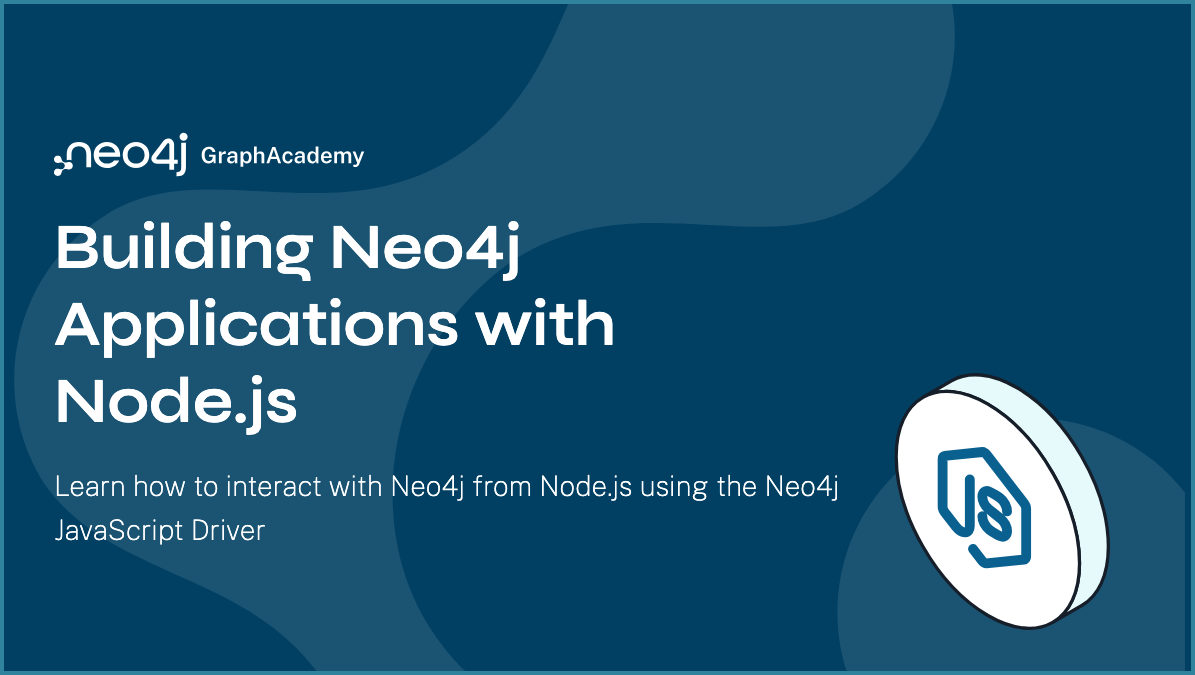 neo4j GraphAcademy
Building Neo4j
Applications with
Node.js
Learn how to interact with Neo4j from Node.js using the Neo4j
JavaScript Driver
JS